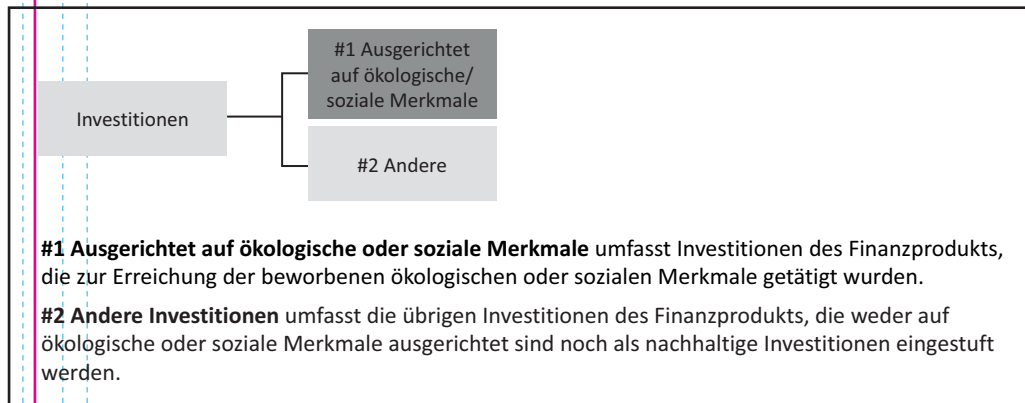 #1 Ausgerichtet
auf ökologische/
soziale Merkmale
Investitionen
#2 Andere
#1 Ausgerichtet auf ökologische oder soziale Merkmale umfasst Investitionen des Finanzprodukts,
die zur Erreichung der beworbenen ökologischen oder sozialen Merkmale getätigt wurden.
#2 Andere Investitionen umfasst die übrigen Investitionen des Finanzprodukts, die weder auf
ökologische oder soziale Merkmale ausgerichtet sind noch als nachhaltige Investitionen eingestuft
werden.